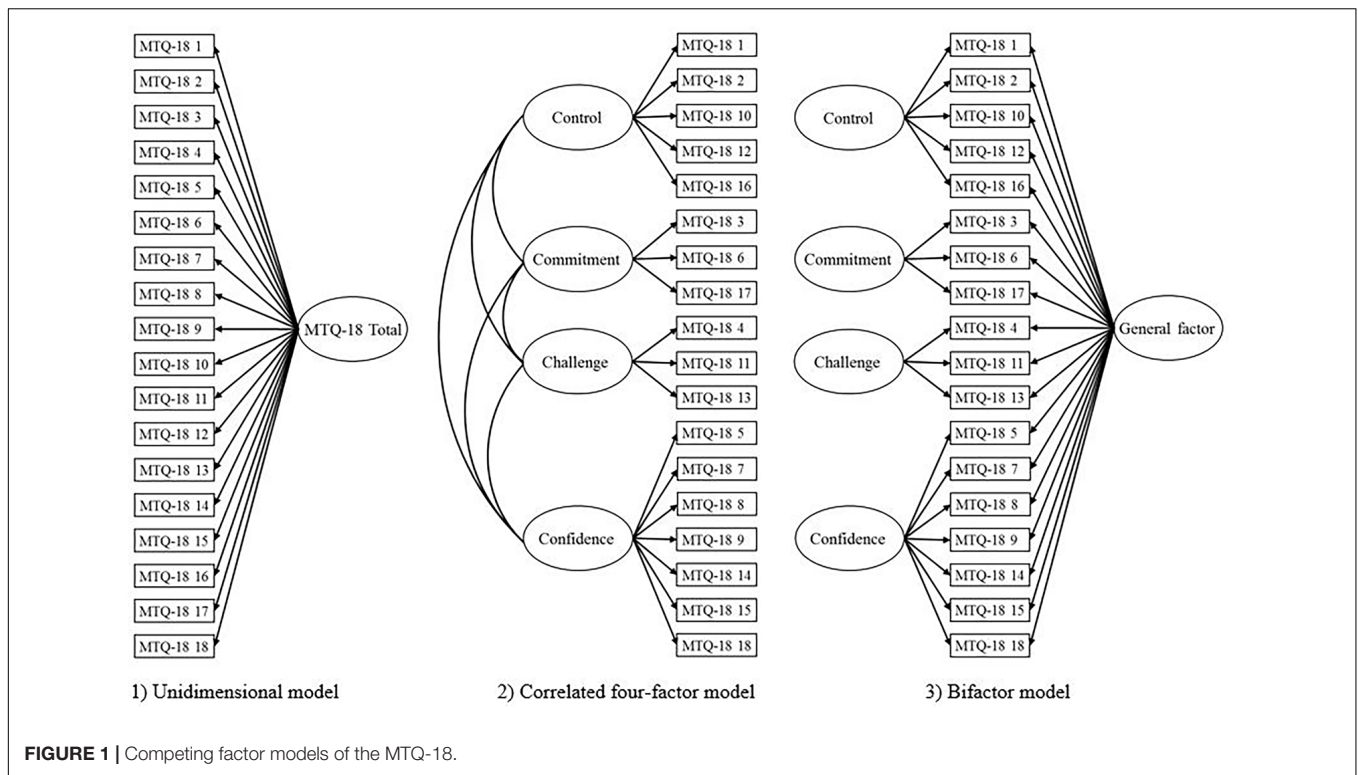 MTQ-18 1
MTQ-18 2
MTQ-18 3
MTQ-18 4
MTQ-18 5
MTQ-18 6
MTQ-18 7
MTQ-18 8
MTQ-18 9
MTQ-18 10
MTQ-18 11
MTQ-18 12
MTQ-18 13
MTQ-18 14
MTQ-18 15
MTQ-18 16
MTQ-18 17
MTQ-18 18
MTQ-18 Total
1) Unidimensional model
Control
Commitment
Challenge
Confidence
MTQ-18 1
MTQ-18 2
MTQ-18 10
MTQ-18 12
MTQ-18 16
MTQ-18 3
MTQ-18 6
MTQ-18 17
MTQ-18 4
MTQ-18 11
MTQ-18 13
MTQ-18 5
MTQ-18 7
MTQ-18 8
MTQ-18 9
MTQ-18 14
MTQ-18 15
MTQ-18 18
2) Correlated four-factor model
Control
Commitment
Challenge
Confidence
MTQ-18 1
MTQ-18 2
MTQ-18 10
MTQ-18 12
MTQ-18 16
MTQ-18 3
MTQ-18 6
MTQ-18 17
MTQ-18 4
MTQ-18 11
MTQ-18 13
MTQ-18 5
MTQ-18 7
MTQ-18 8
MTQ-18 9
MTQ-18 14
MTQ-18 15
MTQ-18 18
General factor
3) Bifactor model
FIGURE 1 | Competing factor models of the MTQ-18.